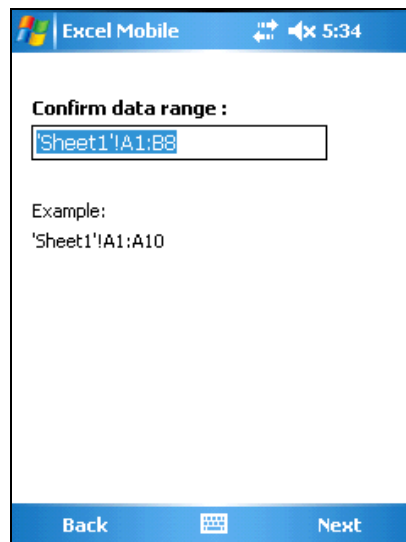 Excel Mobile 5:34
Confirm data range :
'Sheet1'!A1:B8
Example:
'Sheet1'!A1:A10
Back Next